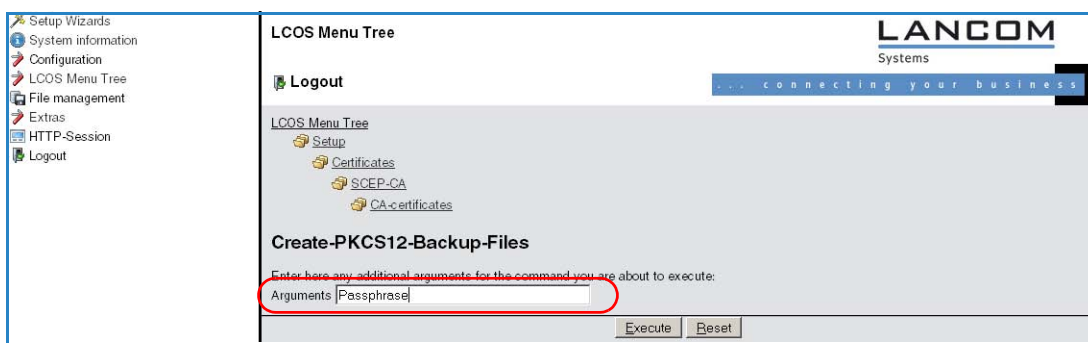 Setup Wizards
System information
Configuration
LCOS Menu Tree
File management
Extras
HTTP-Session
Logout
LCOS Menu Tree
LANCOM
Systems
Logout
... connecting your business
LCOS Menu Tree
Setup
Certificates
SCEP-CA
CA-certificates
Create-PKCS12-Backup-Files
Enter here any additional arguments for the command you are about to execute:
Arguments Passphrase
Execute Reset